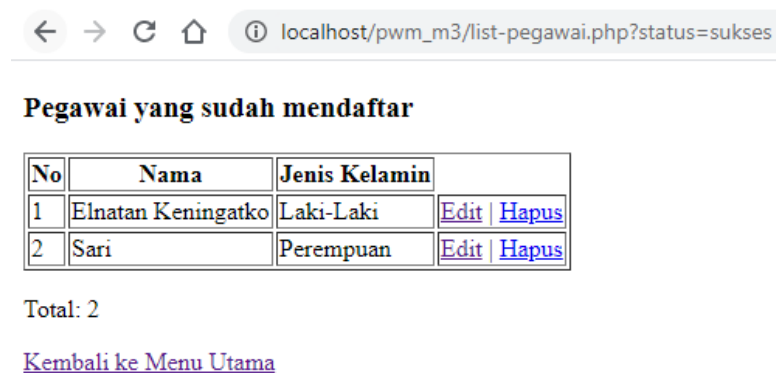 localhost/pwm_m3/list-pegawai.php?status=sukses
Pegawai yang sudah mendaftar
No Nama Jenis Kelamin
1 Elnatan Keningatko Laki-Laki Edit | Hapus
2 Sari Perempuan Edit | Hapus
Total: 2
Kembali ke Menu Utama